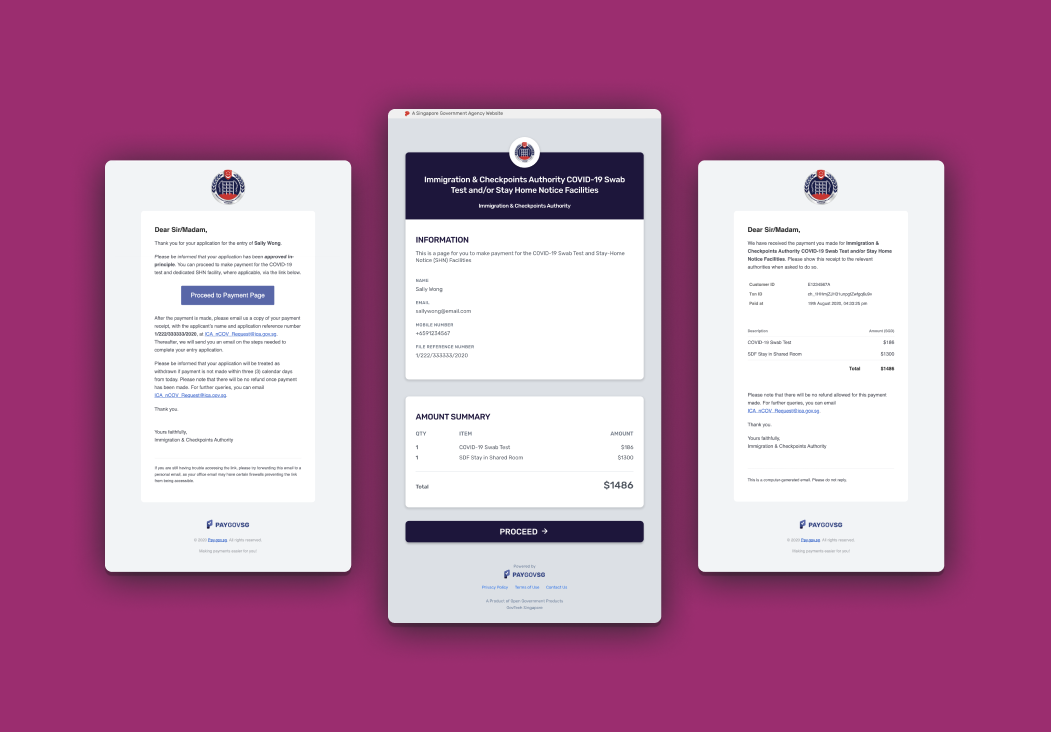 Dear Sir/Madam,
Thank you for your application for the entry of Sally Wong.
Please be informed that your application has been approved in-
principle. You can proceed to make payment for the COVID-19
test and dedicated SHN facility, where applicable, via the link below.
Proceed to Payment Page
After the payment is made, please email us a copy of your payment
receipt, with the applicant's name and application reference number
1/222/333333/2020, at ICA_nCOV_Request@ica.gov.sg.
Thereafter, we will send you an email on the steps needed to
complete your entry application.
Please be informed that your application will be treated as
withdrawn if payment is not made within three (3) calendar days
from today. Please note that there will be no refund once payment
has been made. For further queries, you can email
ICA_nCOV_Request@ica.gov.sg.
Thank you.
Yours faithfully,
Immigration & Checkpoints Authority
If you are still having trouble accessing the link, please try forwarding this email to a
personal email, as your office email may have certain firewalls preventing the link
from being accessible.
PAYGOVSG
© 2020 Pay.gov.sg. All rights reserved.
Making payments easier for you!
A Singapore Government Agency Website
Immigration & Checkpoints Authority COVID-19 Swab
Test and/or Stay Home Notice Facilities
Immigration & Checkpoints Authority
INFORMATION
This is a page for you to make payment for the COVID-19 Swab Test and Stay-Home
Notice (SHN) Facilities
NAME
Sally Wong
EMAIL
sallywong@email.com
MOBILE NUMBER
+6591234567
FILE REFERENCE NUMBER
1/222/333333/2020
AMOUNT SUMMARY
QTY ITEM AMOUNT
1 COVID-19 Swab Test $186
1 SDF Stay in Shared Room $1300
Total $1486
PROCEED →
Powered by
PAYGOVSG
Privacy Policy Terms of Use Contact Us
A Product of Open Government Products
GovTech Singapore
Dear Sir/Madam,
We have received the payment you made for Immigration &
Checkpoints Authority COVID-19 Swab Test and/or Stay Home
Notice Facilities. Please show this receipt to the relevant
authorities when asked to do so.
Customer ID E1234567A
Txn ID
Paid at 19th August 2020, 04:22:25 pm
Description Amount (SGD)
COVID-19 Swab Test $186
SDF Stay in Shared Room $1300
Total $1486
Please note that there will be no refund allowed for this payment
made. For further queries, you can email
ICA_nCOV_Request@ica.gov.sg
Thank you.
Yours faithfully,
Immigration & Checkpoints Authority
This is a computer-generated email. Please do not reply.
PAYGOVSG
© 2020 Pay.gov.sg. All rights reserved.
Making payments easier for you!